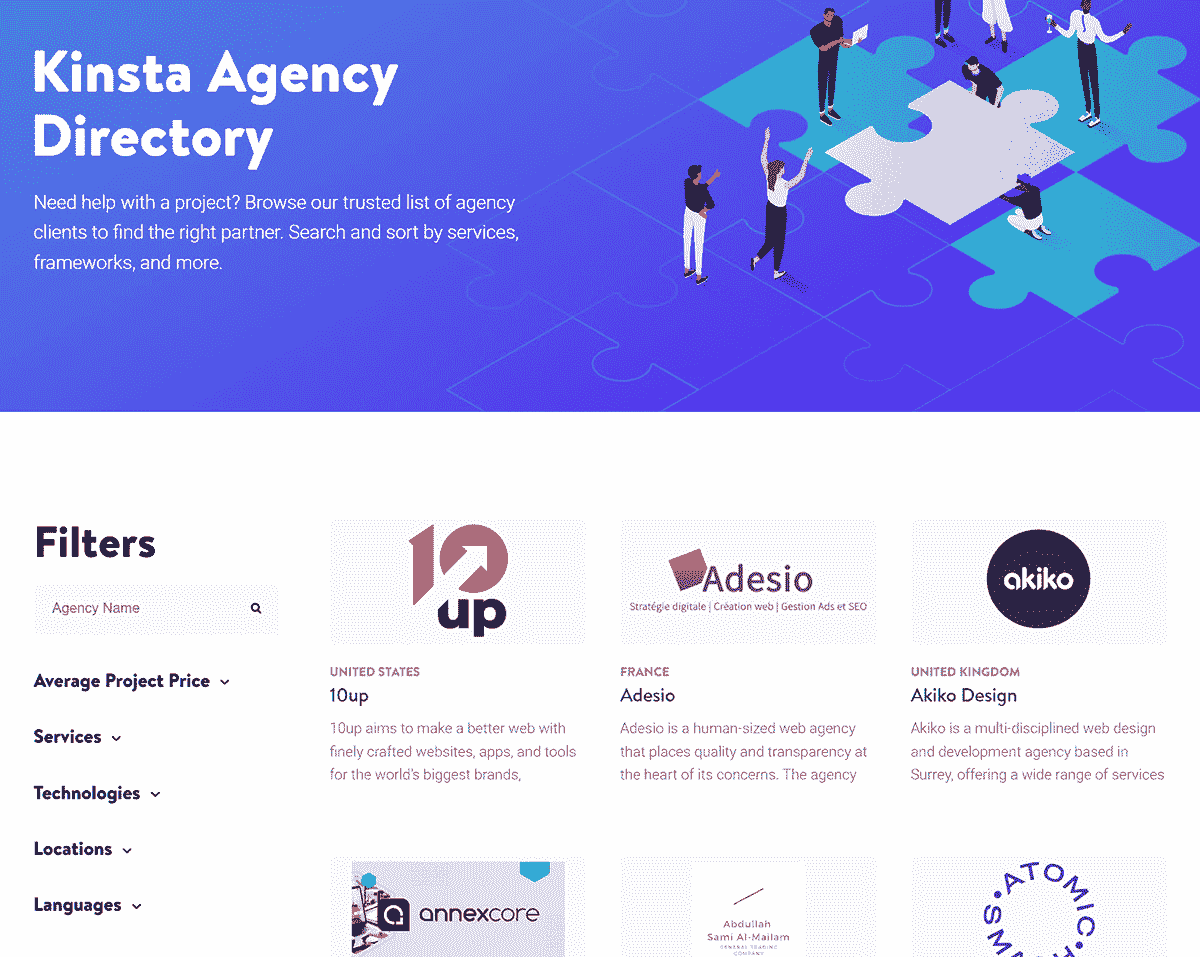 Kinsta Agency
Directory
Need help with a project? Browse our trusted list of agency
clients to find the right partner. Search and sort by services,
frameworks, and more.
Filters
Agency Name
Average Project Price
Services
Technologies
Locations
Languages
10up
UNITED STATES
10up
10up aims to make a better web with
finely crafted websites, apps, and tools
for the world's biggest brands,
Adesio
Stratégie digitale | Création web | Gestion Ads et SEO
FRANCE
Adesio
Adesio is a human-sized web agency
that places quality and transparency at
the heart of its concerns. The agency
akiko
UNITED KINGDOM
Akiko Design
Akiko is a multi-disciplined web design
and development agency based in
Surrey, offering a wide range of services
annexcore
Abdullah
Sami Al-Mailam
GENERAL TRADING
COMPANY
ATOMIC